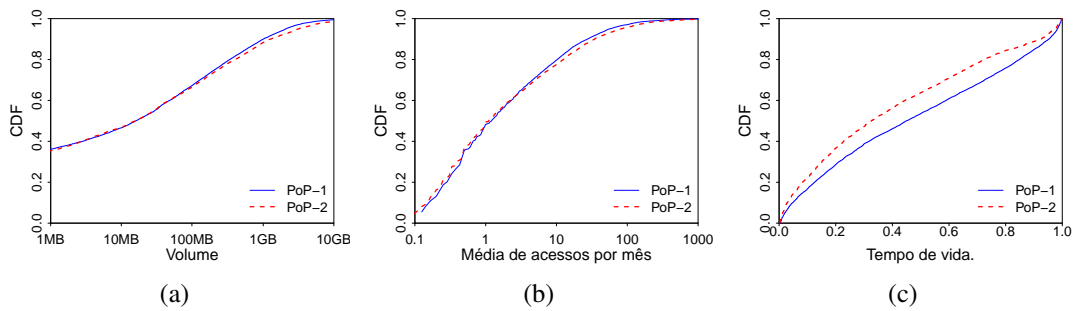 (a)
(b)
(c)
CDF
0.0 0.2 0.4 0.6 0.8 1.0
PoP−1
PoP−2
1MB 10MB 100MB 1GB 10GB
Volume
CDF
0.0 0.2 0.4 0.6 0.8 1.0
PoP−1
PoP−2
0.1 1 10 100 1000
Média de acessos por mês
CDF
0.0 0.2 0.4 0.6 0.8 1.0
PoP−1
PoP−2
0.0 0.2 0.4 0.6 0.8 1.0
Tempo de vida.
(a)
(b)
(c)